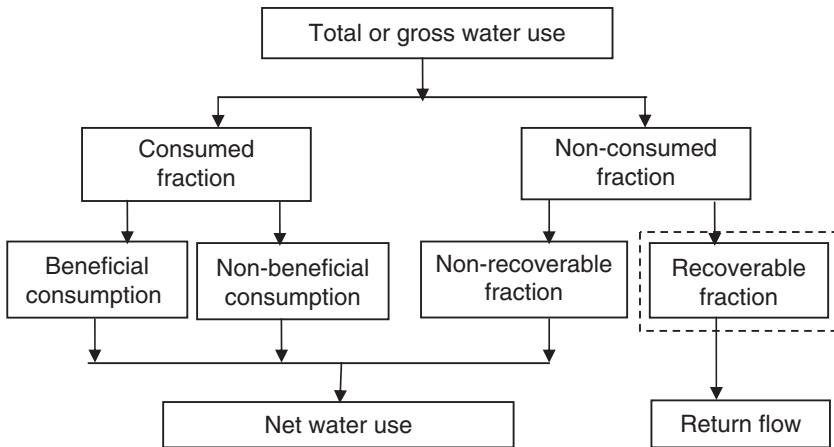 Total or gross water use
Consumed
fraction
Non-consumed
fraction
Beneficial
consumption
Non-beneficial
consumption
Non-recoverable
fraction
Recoverable
fraction
Net water use
Return flow